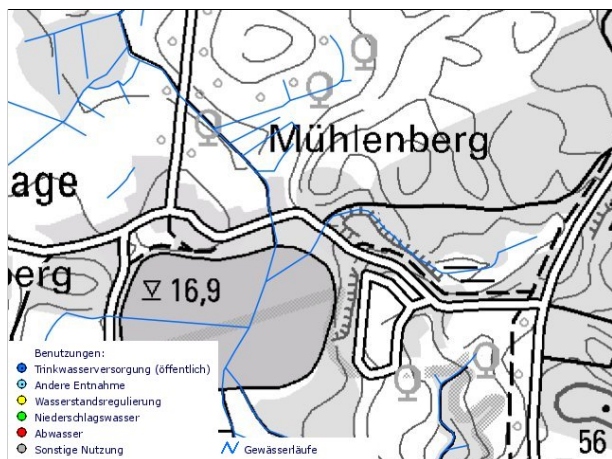 Mühlenberg
age
berg
16,9
Benutzungen:
Trinkwasserversorgung (öffentlich)
Andere Entnahme
Wasserstandsregulierung
Niederschlagswasser
Abwasser
Sonstige Nutzung
Gewässerläufe
56